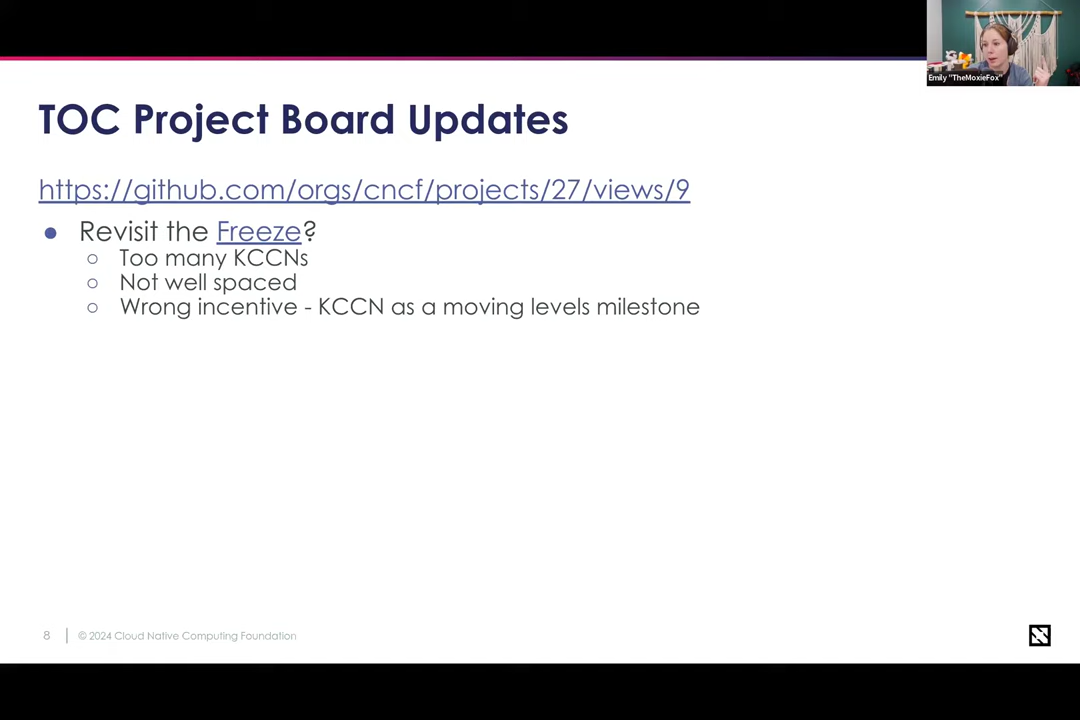 Emily "TheMoxieFox"
TOC Project Board Updates
https://github.com/orgs/cncf/projects/27/views/9
● Revisit the Freeze?
○ Too many KCCNs
○ Not well spaced
○ Wrong incentive - KCCN as a moving levels milestone
8 | © 2024 Cloud Native Computing Foundation